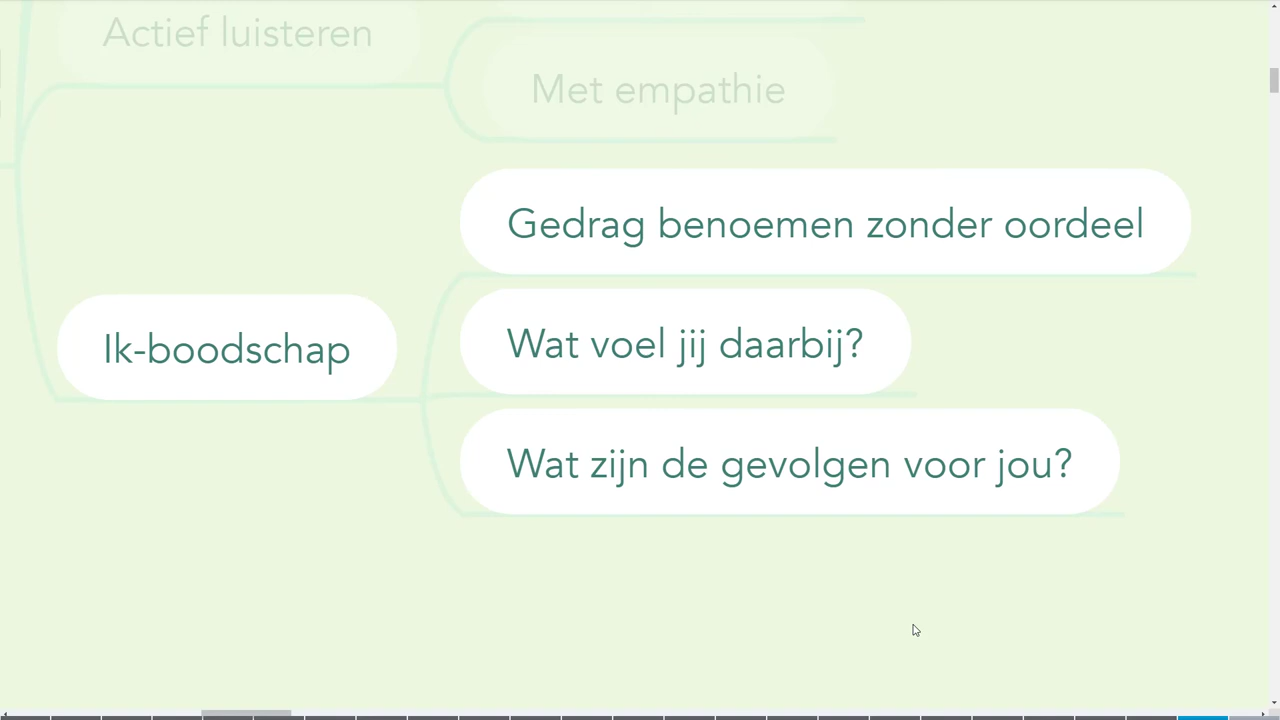 Actief luisteren
Met empathie
Gedrag benoemen zonder oordeel
Ik-boodschap
Wat voel jij daarbij?
Wat zijn de gevolgen voor jou?